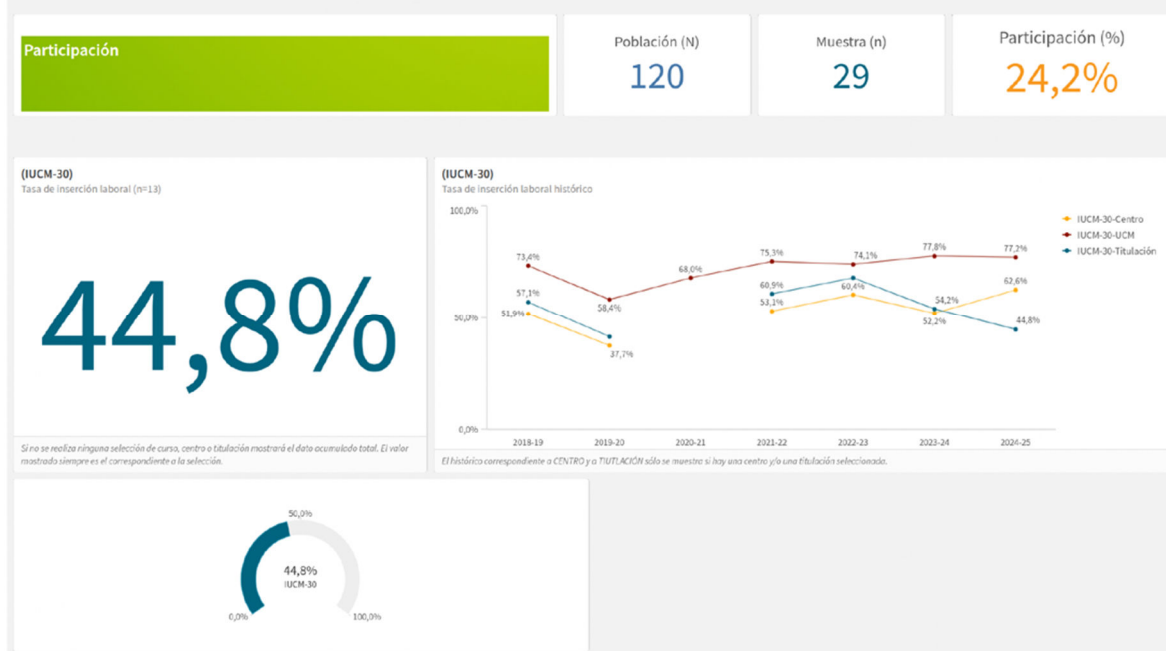 Participación
Población (N)
120
Muestra (n)
29
Participación (%)
24,2%
(IUCM-30)
Tasa de inserción laboral (n=13)
44,8%
Si no se realiza ninguna selección de curso, centro o titulación mostrará el dato acumulado total. El valor
mostrado siempre es el correspondiente a la selección.
(IUCM-30)
Tasa de inserción laboral histórico
100,0%
50,0%
0,0%
73,4%
58,4%
68,0%
75,3%
74,1%
77,8%
77,2%
57,1%
51,9%
37,7%
60,9%
53,1%
60,4%
54,2%
52,2%
62,6%
44,8%
2018-19
2019-20
2020-21
2021-22
2022-23
2023-24
2024-25
IUCM-30-Centro
IUCM-30-UCM
IUCM-30-Titulación
El histórico correspondiente a CENTRO y a TIUTLACIÓN sólo se muestra si hay una centro y/o una titulación seleccionada.
50,0%
44,8%
IUCM-30
0,0%
100,0%